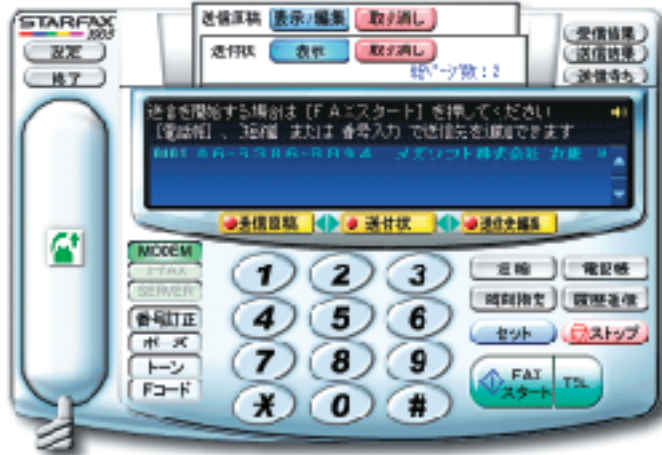 STARFAX
送信原稿 表示/編集 取り消し
送付状 表示 取り消し
総ページ数:2
設定
終了
受信結果
送信結果
送信待ち
送信を開始する場合は [FAXスタート] を押してください
[電話帳]、または 番号入力 で送信先を追加できます
0001 06-5386-8894 メガソフト株式会社
送信原稿 送付状 送信先編集
MODEM
SERVER
番号訂正
ポーズ
トーン
Fコード
1 2 3
4 5 6
7 8 9
* 0 #
短縮 電話帳
時刻指定 履歴送信
セット ストップ
FAX
スタート TEL